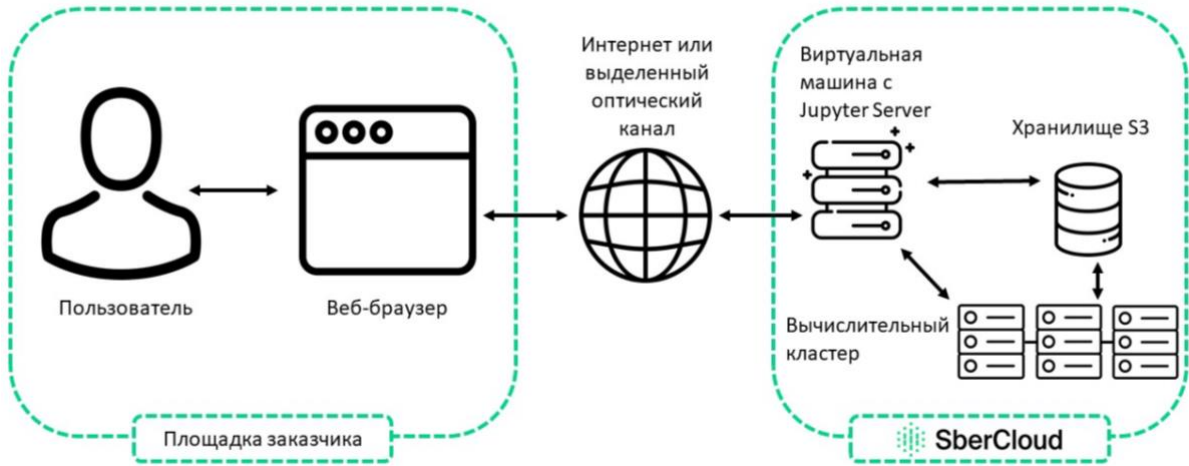 Пользователь
Веб-браузер
Площадка заказчика
Интернет или
выделенный
оптический
канал
Виртуальная
машина с
Jupyter Server
Хранилище S3
Вычислительный
кластер
SberCloud